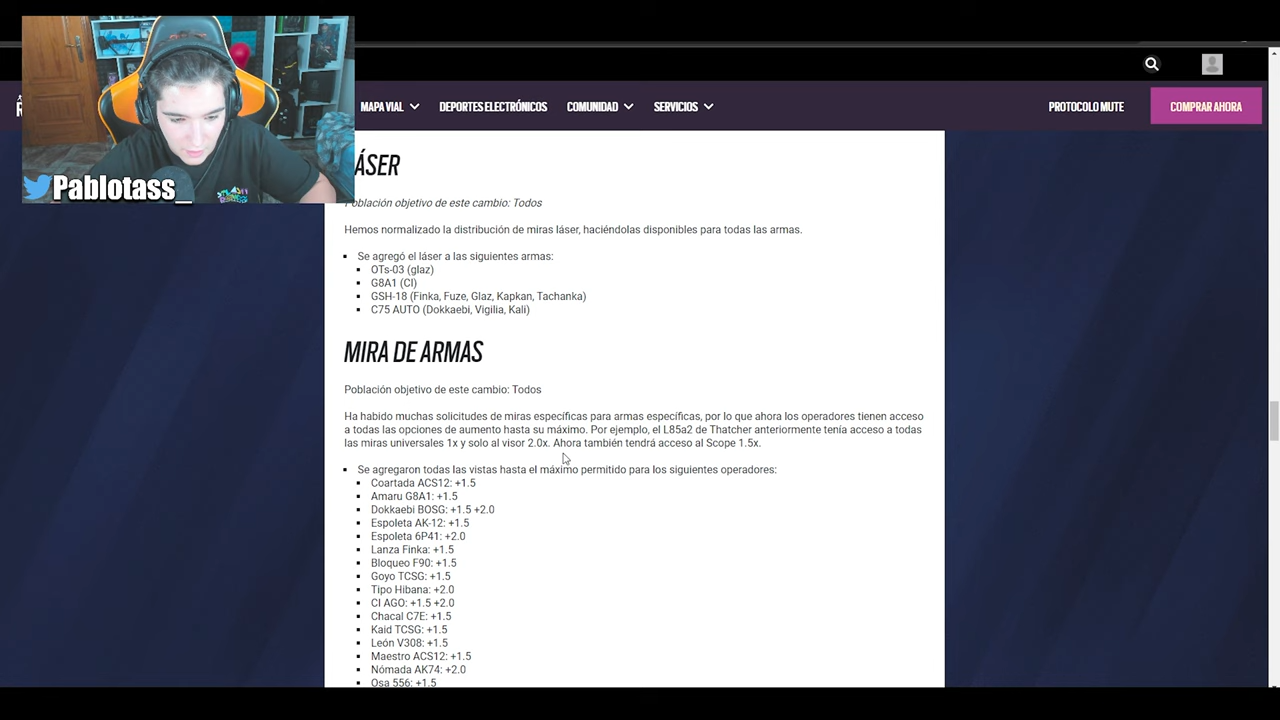 MAPA VIAL
DEPORTES ELECTRÓNICOS
COMUNIDAD
SERVICIOS
PROTOCOLO MUTE
COMPRAR AHORA
Pablotass_
ÁSER
Población objetivo de este cambio: Todos
Hemos normalizado la distribución de miras láser, haciéndolas disponibles para todas las armas.
Se agregó el láser a las siguientes armas:
OTs-03 (glaz)
G8A1 (CI)
GSH-18 (Finka, Fuze, Glaz, Kapkan, Tachanka)
C75 AUTO (Dokkaebi, Vigilia, Kali)
MIRA DE ARMAS
Población objetivo de este cambio: Todos
Ha habido muchas solicitudes de miras específicas para armas específicas, por lo que ahora los operadores tienen acceso
a todas las opciones de aumento hasta su máximo. Por ejemplo, el L85a2 de Thatcher anteriormente tenía acceso a todas
las miras universales 1x y solo al visor 2.0x. Ahora también tendrá acceso al Scope 1.5x.
Se agregaron todas las vistas hasta el máximo permitido para los siguientes operadores:
Coartada ACS12: +1.5
Amaru G8A1: +1.5
Dokkaebi BOSG: +1.5 +2.0
Espoleta AK-12: +1.5
Espoleta 6P41: +2.0
Lanza Finka: +1.5
Bloqueo F90: +1.5
Goyo TCSG: +1.5
Tipo Hibana: +2.0
CI AGO: +1.5 +2.0
Chacal C7E: +1.5
Kaid TCSG: +1.5
León V308: +1.5
Maestro ACS12: +1.5
Nómada AK74: +2.0
Osa 556: +1.5